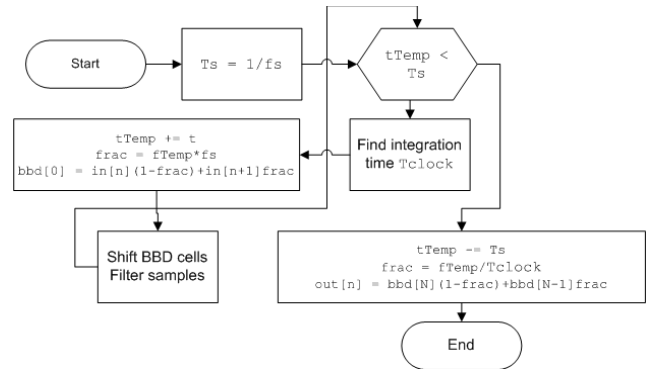 Start
Ts = 1/fs
tTemp <
Ts
Find integration
time Tclock
tTemp += t
frac = fTemp*fs
bbd[0] = in[n](1-frac)+in[n+1]frac
Shift BBD cells
Filter samples
tTemp -= Ts
frac = fTemp/Tclock
out[n] = bbd[N](1-frac)+bbd[N-1]frac
End